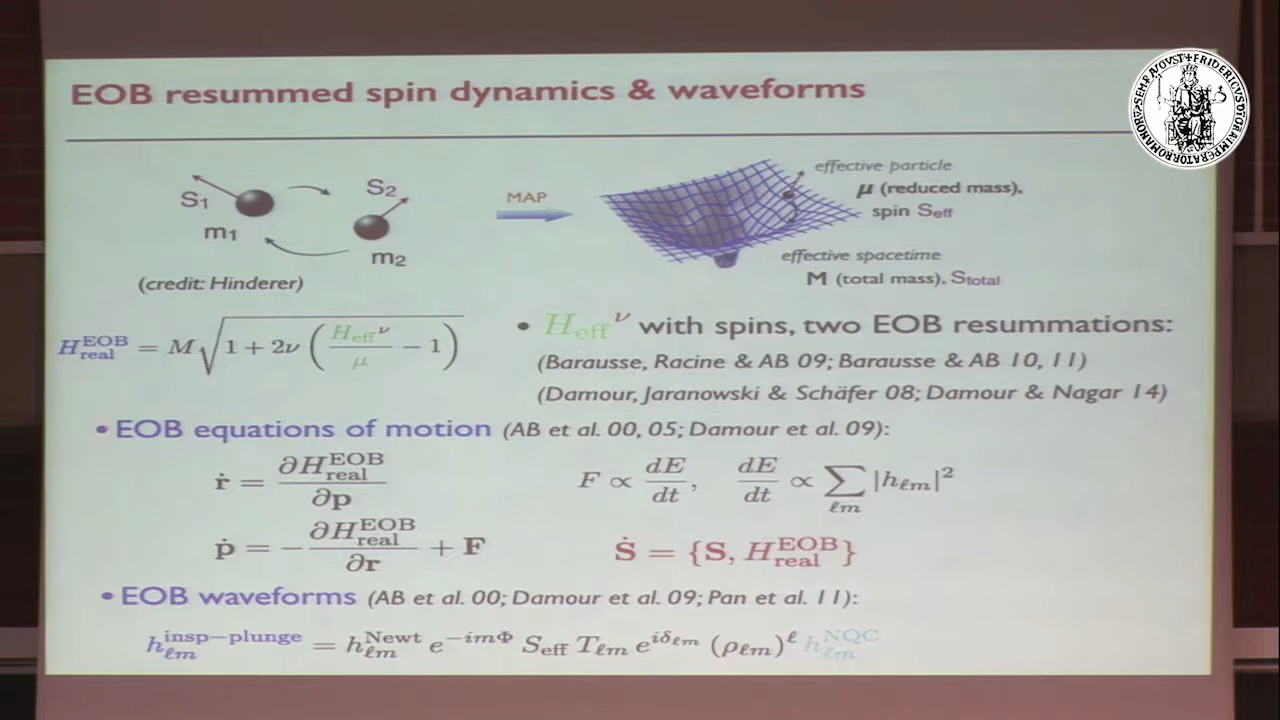 EOB resummed spin dynamics & waveforms
S₁
m₁
S₂
m₂
(credit: Hinderer)
MAP
effective particle
μ (reduced mass),
spin S_eff
effective spacetime
M (total mass), S_total
H_real^EOB = M √(1 + 2ν (H_eff^ν / μ − 1))
• H_eff^ν with spins, two EOB resummations:
(Barausse, Racine & AB 09; Barausse & AB 10, 11)
(Damour, Jaranowski & Schäfer 08; Damour & Nagar 14)
• EOB equations of motion (AB et al. 00, 05; Damour et al. 09):
ṙ = ∂H_real^EOB / ∂p
F ∝ dE/dt, dE/dt ∝ ∑_ℓm |h_ℓm|²
ṗ = − ∂H_real^EOB / ∂r + F
Ṡ = {S, H_real^EOB}
• EOB waveforms (AB et al. 00; Damour et al. 09; Pan et al. 11):
h_ℓm^insp−plunge = h_ℓm^Newt e^−imΦ S_eff T_ℓm e^iδ_ℓm (ρ_ℓm)^ℓ h_ℓm^NQC